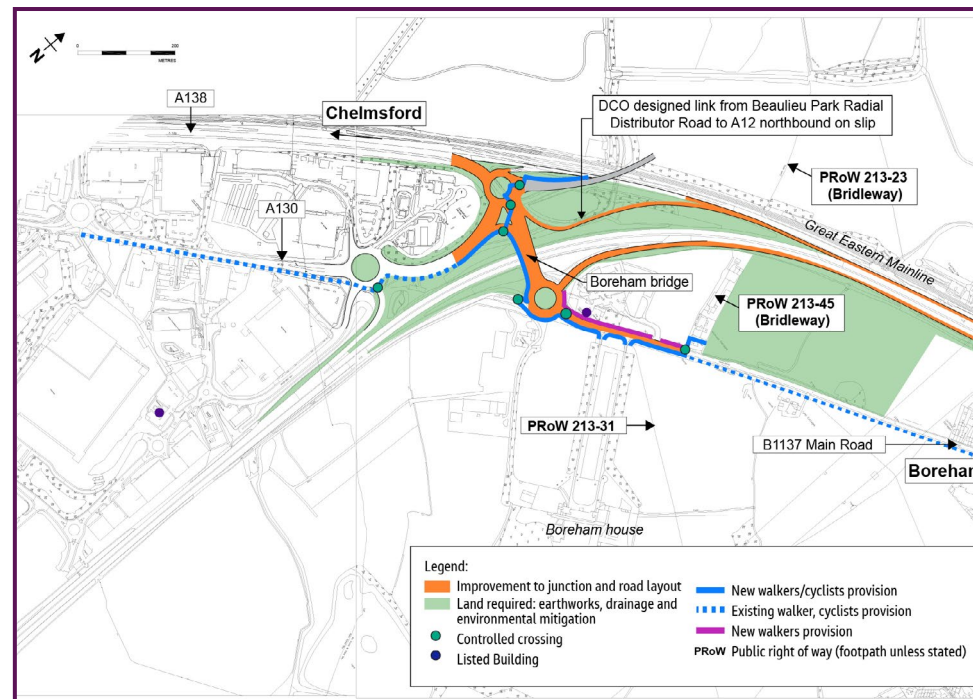 N
0
200
METRES
A138
Chelmsford
DCO designed link from Beaulieu Park Radial
Distributor Road to A12 northbound on slip
PRoW 213-23
(Bridleway)
A130
Great Eastern Mainline
Boreham bridge
PRoW 213-45
(Bridleway)
PRoW 213-31
B1137 Main Road
Boreham
Boreham house
Legend:
Improvement to junction and road layout
Land required: earthworks, drainage and
environmental mitigation
Controlled crossing
Listed Building
New walkers/cyclists provision
Existing walker, cyclists provision
New walkers provision
PRoW Public right of way (footpath unless stated)